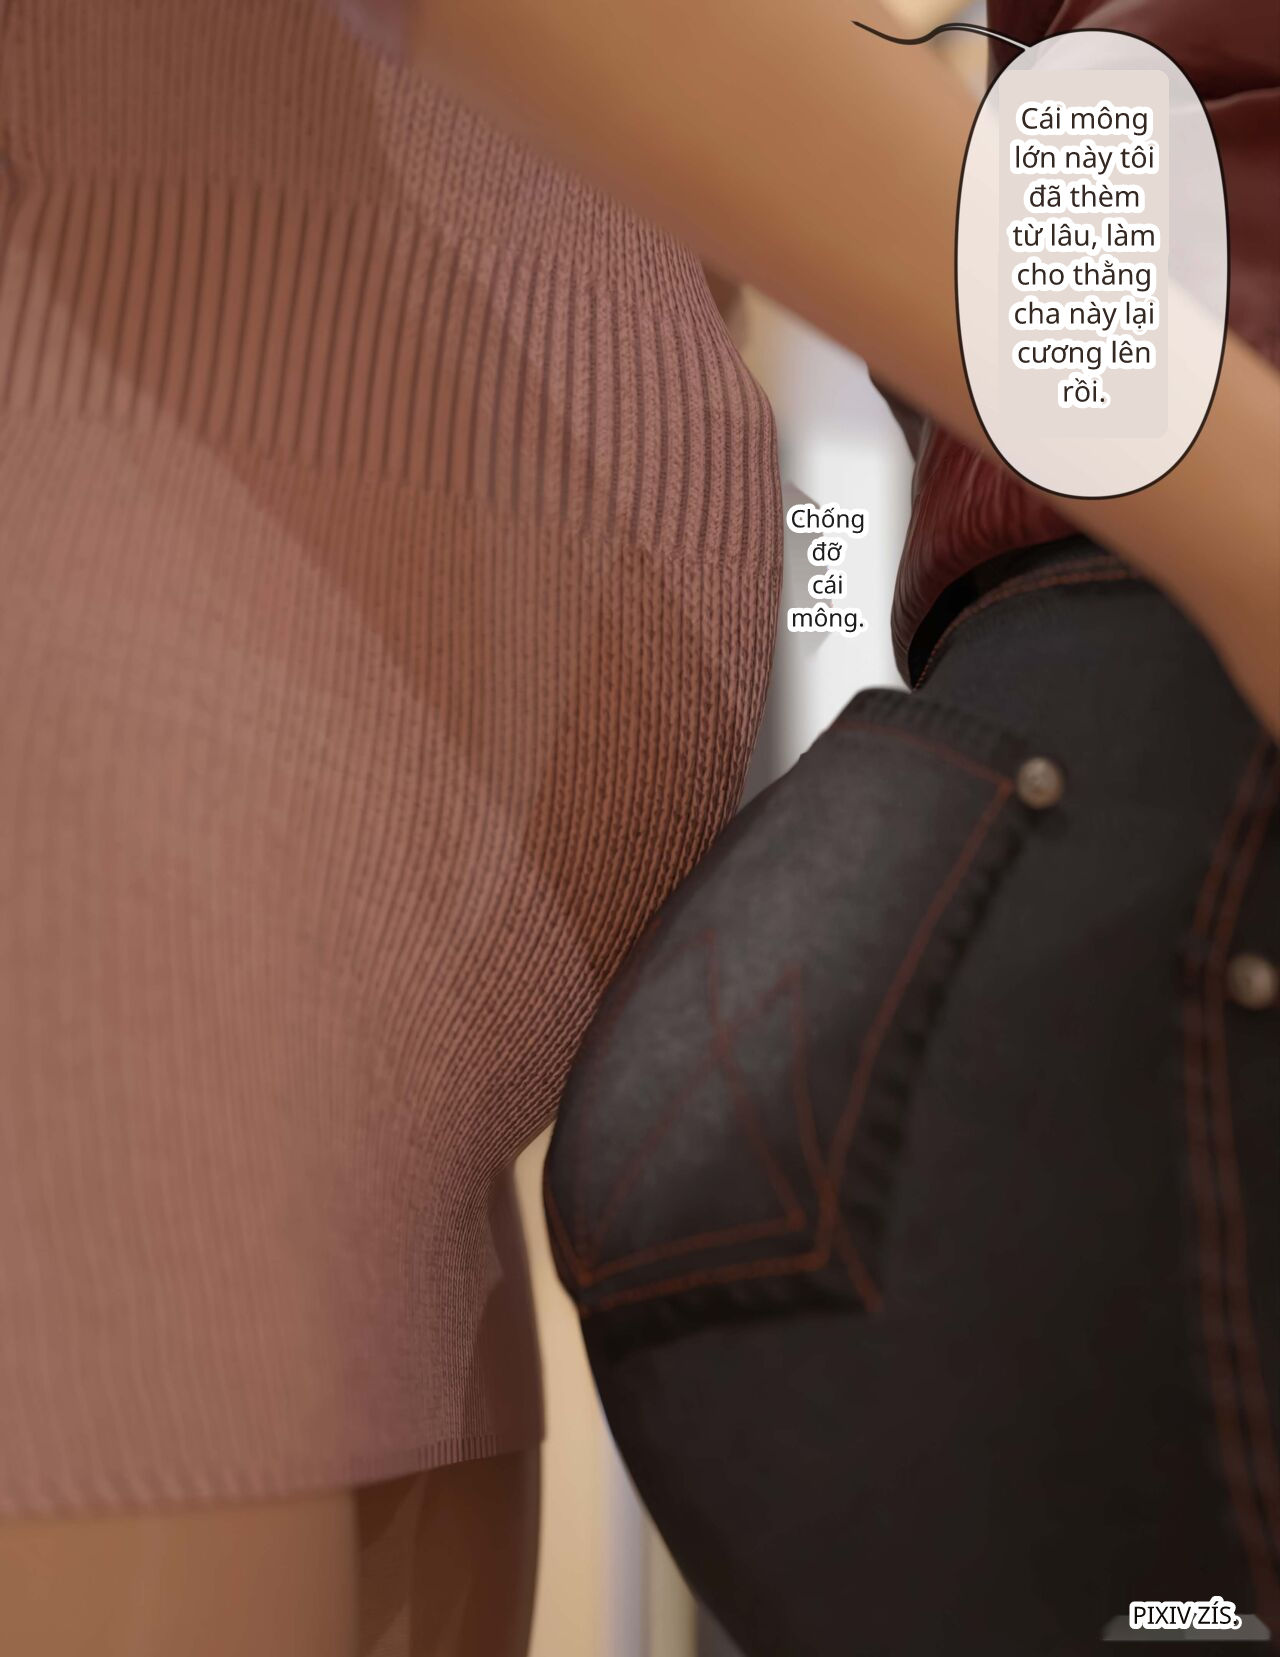 Cái mông
lớn này tôi
đã thèm
từ lâu, làm
cho thằng
cha này lại
cương lên
rồi.
Chống
đỡ
cái
mông.
PIXIV ZÍS.